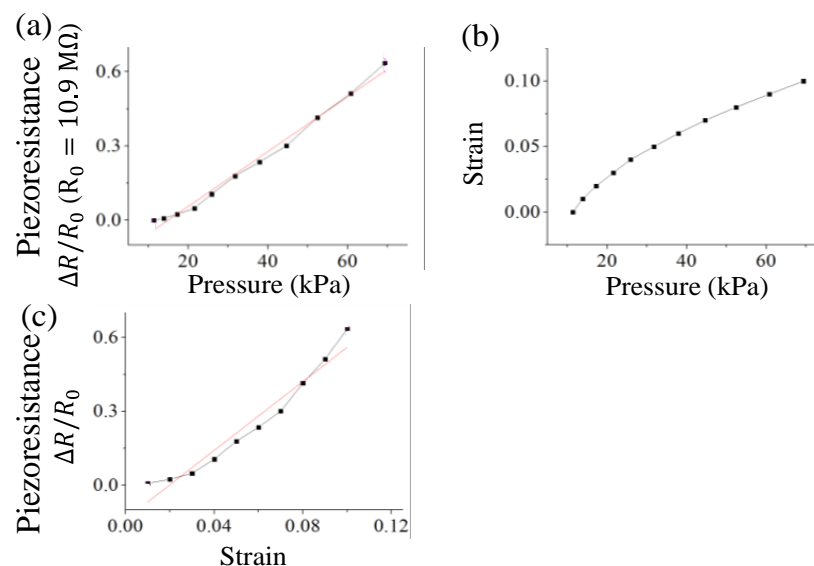 (a)
Piezoresistance
Δ𝑅/𝑅₀ (R₀ = 10.9 MΩ)
0.6
0.3
0.0
20 40 60
Pressure (kPa)
(b)
Strain
0.10
0.05
0.00
20 40 60
Pressure (kPa)
(c)
Piezoresistance
Δ𝑅/𝑅₀
0.6
0.3
0.0
0.00 0.04 0.08 0.12
Strain